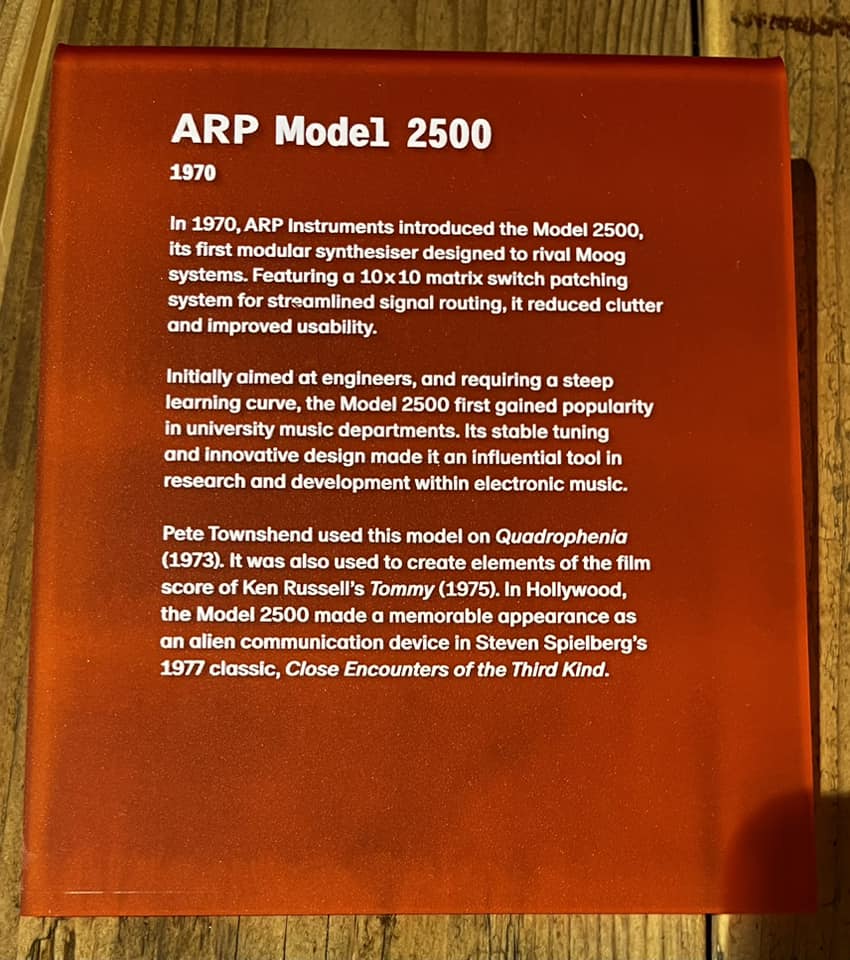 ARP Model 2500
1970
In 1970, ARP Instruments introduced the Model 2500,
its first modular synthesiser designed to rival Moog
systems. Featuring a 10x10 matrix switch patching
system for streamlined signal routing, it reduced clutter
and improved usability.
Initially aimed at engineers, and requiring a steep
learning curve, the Model 2500 first gained popularity
in university music departments. Its stable tuning
and innovative design made it an influential tool in
research and development within electronic music.
Pete Townshend used this model on Quadrophenia
(1973). It was also used to create elements of the film
score of Ken Russell's Tommy (1975). In Hollywood,
the Model 2500 made a memorable appearance as
an alien communication device in Steven Spielberg's
1977 classic, Close Encounters of the Third Kind.